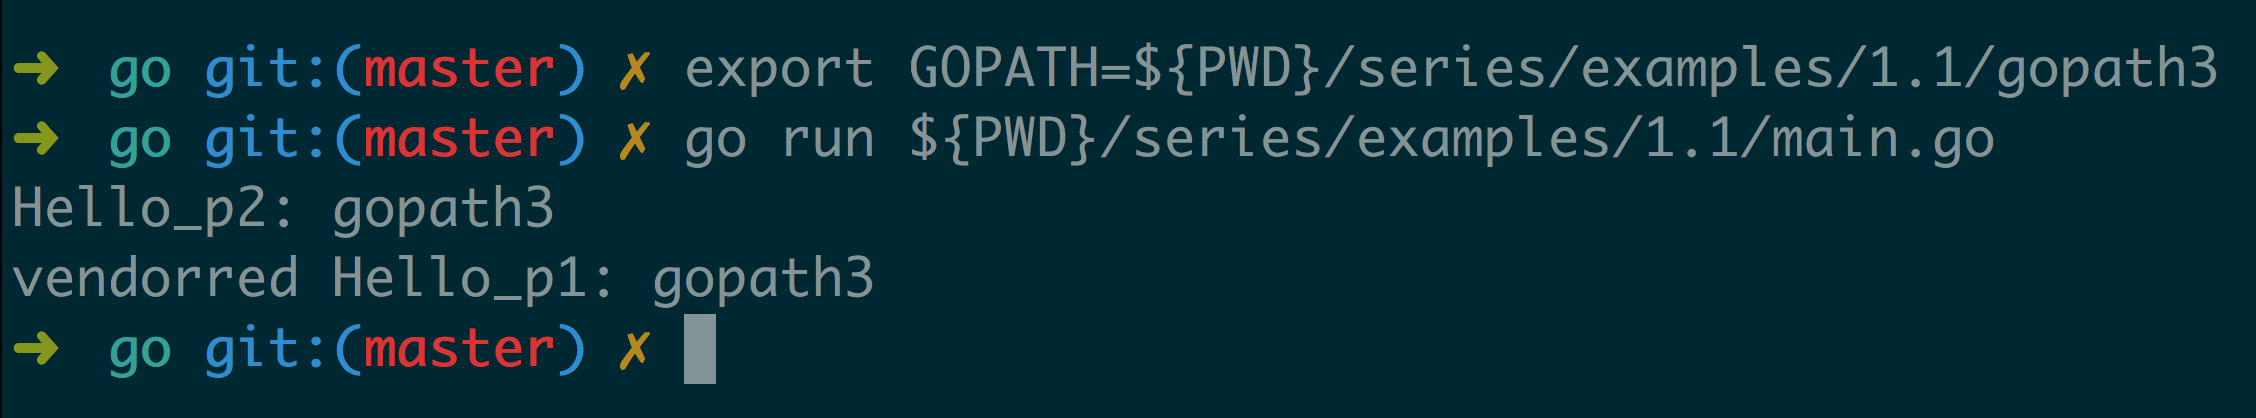 ➜  go git:(master) ✗ export GOPATH=${PWD}/series/examples/1.1/gopath3
➜  go git:(master) ✗ go run ${PWD}/series/examples/1.1/main.go
Hello_p2: gopath3
vendorred Hello_p1: gopath3
➜  go git:(master) ✗